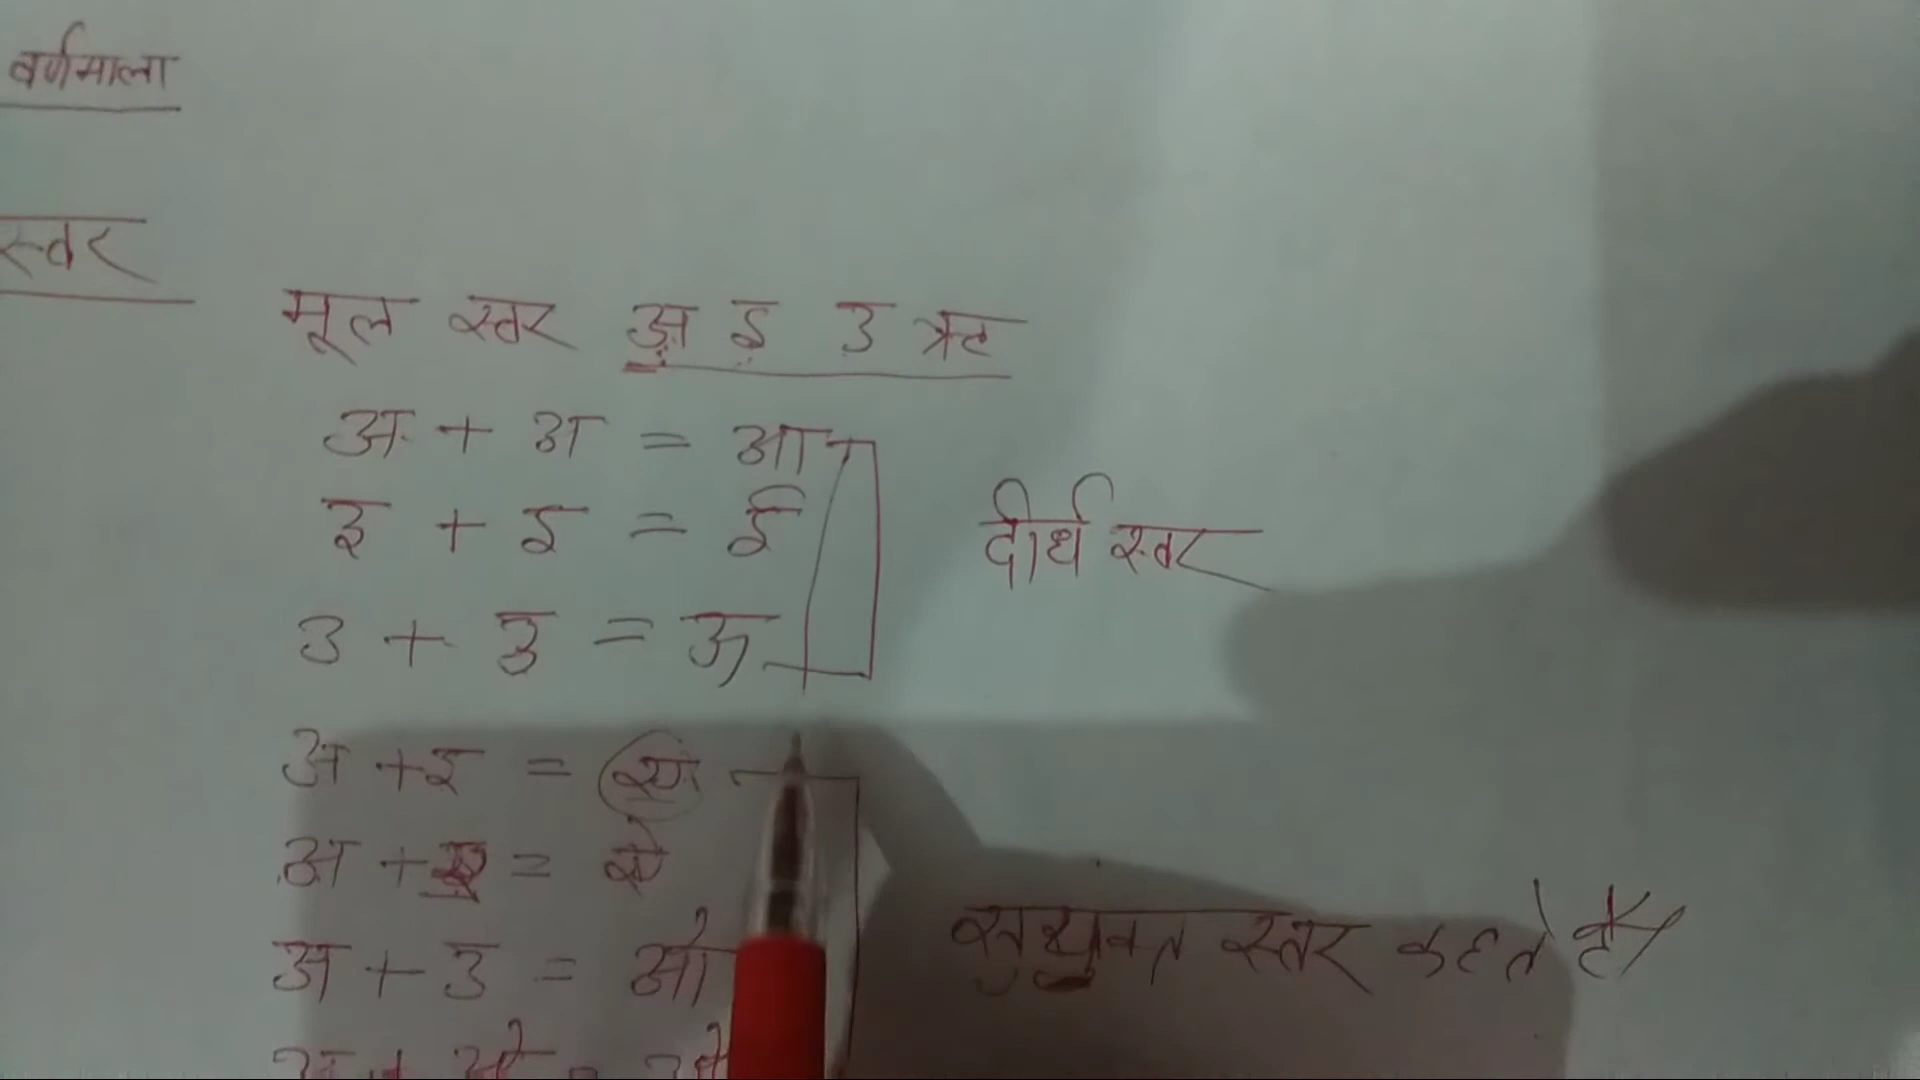 वर्णमाला
स्वर
मूल स्वर अ इ उ ऋ
अ + अ = आ
इ + इ = ई
दीर्घ स्वर
उ + उ = ऊ
अ + इ = ए
अ + ए = ऐ
अ + उ = ओ
संयुक्त स्वर कहते है।